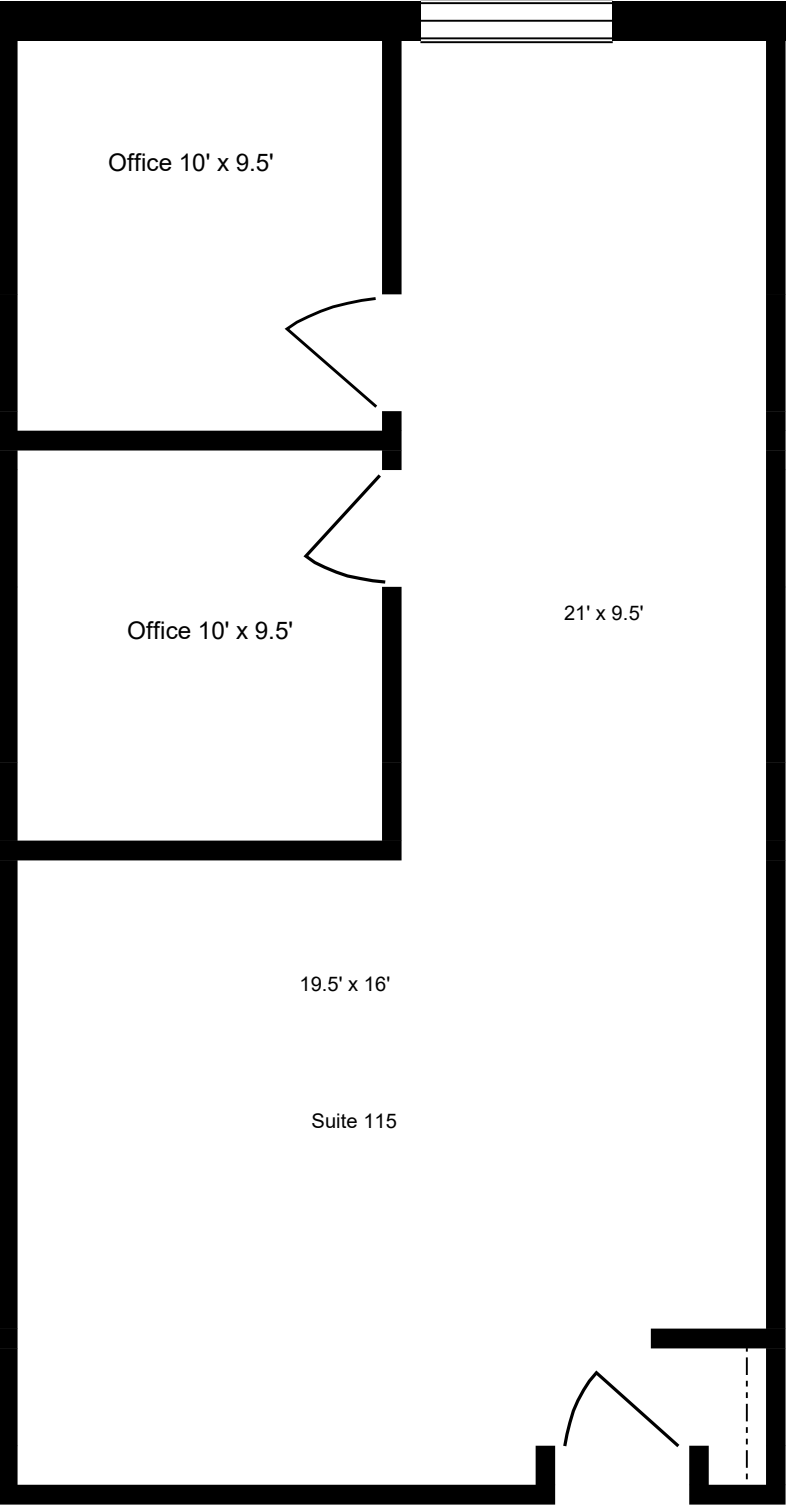 Office 10' x 9.5'
21' x 9.5'
Office 10' x 9.5'
19.5' x 16'
Suite 115